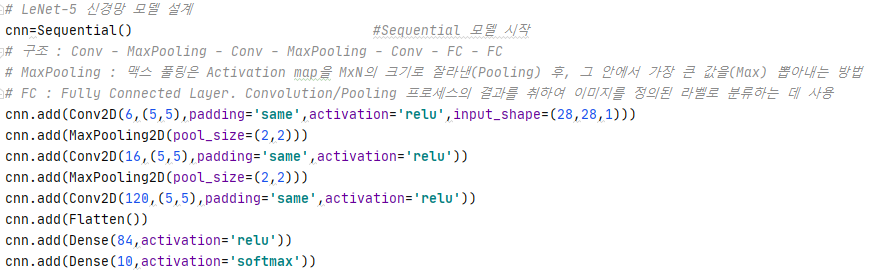 # LeNet-5 신경망 모델 설계
cnn=Sequential() #Sequential 모델 시작
# 구조 : Conv - MaxPooling - Conv - MaxPooling - Conv - FC - FC
# MaxPooling : 맥스 풀링은 Activation map을 MxN의 크기로 잘라낸(Pooling) 후, 그 안에서 가장 큰 값을(Max) 뽑아내는 방법
# FC : Fully Connected Layer. Convolution/Pooling 프로세스의 결과를 취하여 이미지를 정의된 라벨로 분류하는 데 사용
cnn.add(Conv2D(6,(5,5),padding='same',activation='relu',input_shape=(28,28,1)))
cnn.add(MaxPooling2D(pool_size=(2,2)))
cnn.add(Conv2D(16,(5,5),padding='same',activation='relu'))
cnn.add(MaxPooling2D(pool_size=(2,2)))
cnn.add(Conv2D(120,(5,5),padding='same',activation='relu'))
cnn.add(Flatten())
cnn.add(Dense(84,activation='relu'))
cnn.add(Dense(10,activation='softmax'))